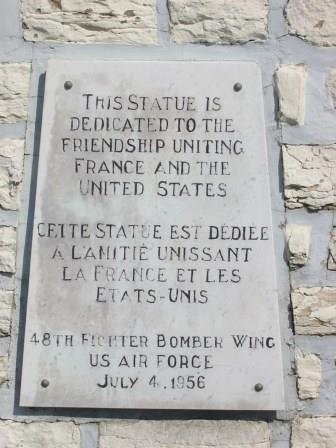 THIS STATUE IS
DEDICATED TO THE
FRIENDSHIP UNITING
FRANCE AND THE
UNITED STATES
CETTE STATUE EST DÉDIÉE
A L'AMITIÉ UNISSANT
LA FRANCE ET LES
ETATS-UNIS
48TH FIGHTER BOMBER WING
US AIR FORCE
JULY 4, 1956